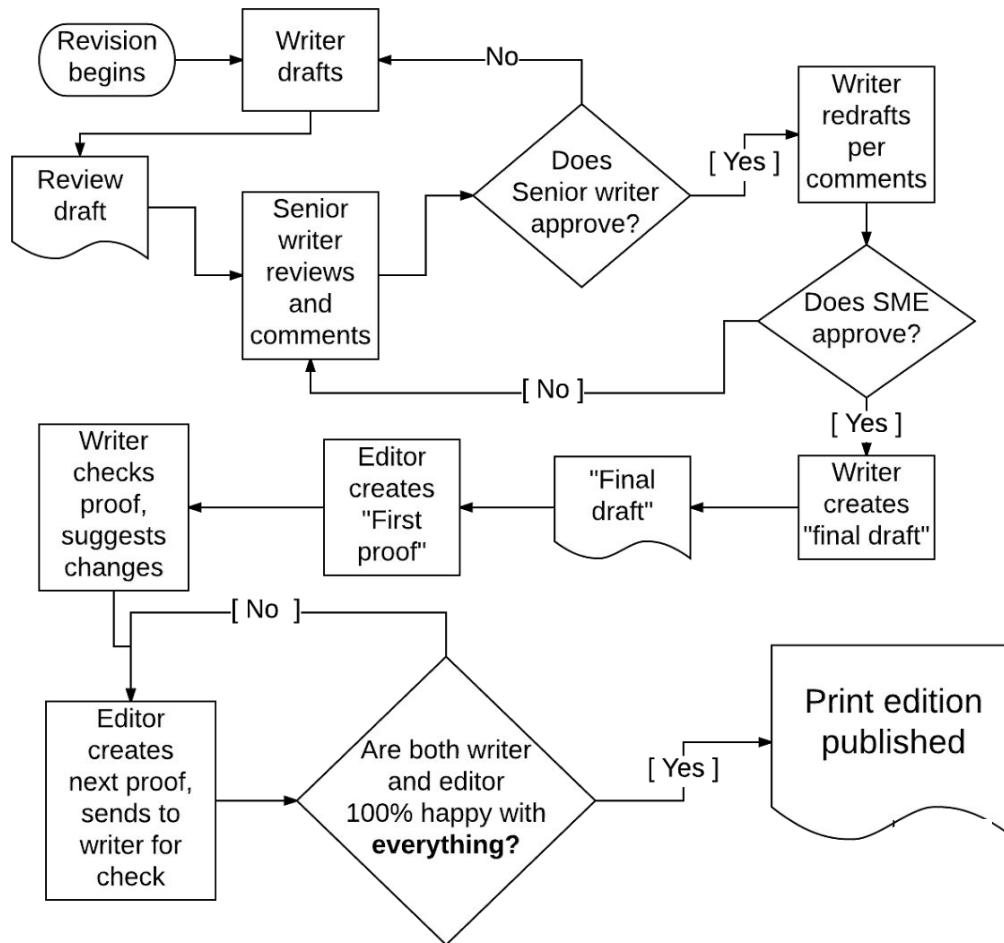 Revision
begins
Writer
drafts
No
Writer
redrafts
per
comments
Does
Senior writer
approve?
[ Yes ]
Review
draft
Senior
writer
reviews
and
comments
Does SME
approve?
[ No ]
[ Yes ]
Writer
creates
"final draft"
"Final
draft"
Editor
creates
"First
proof"
Writer
checks
proof,
suggests
changes
[ No ]
Editor
creates
next proof,
sends to
writer for
check
Are both writer
and editor
100% happy with
everything?
[ Yes ]
Print edition
published